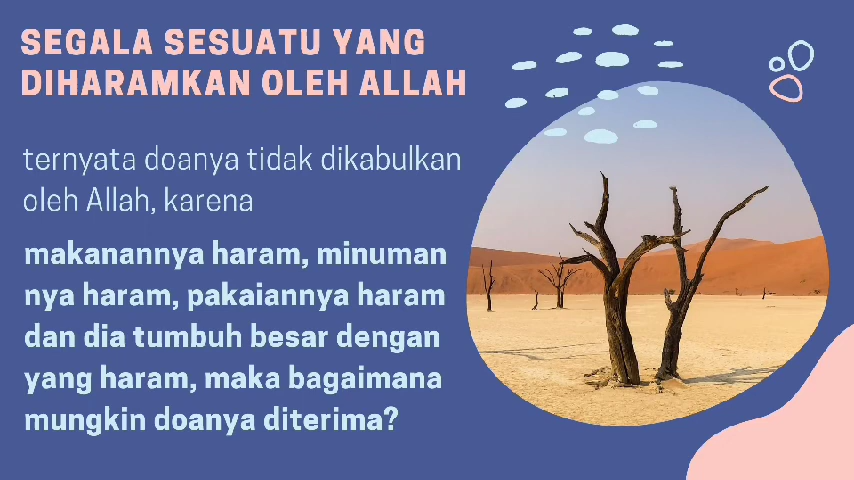 SEGALA SESUATU YANG
DIHARAMKAN OLEH ALLAH
ternyata doanya tidak dikabulkan
oleh Allah, karena
makanannya haram, minuman
nya haram, pakaiannya haram
dan dia tumbuh besar dengan
yang haram, maka bagaimana
mungkin doanya diterima?